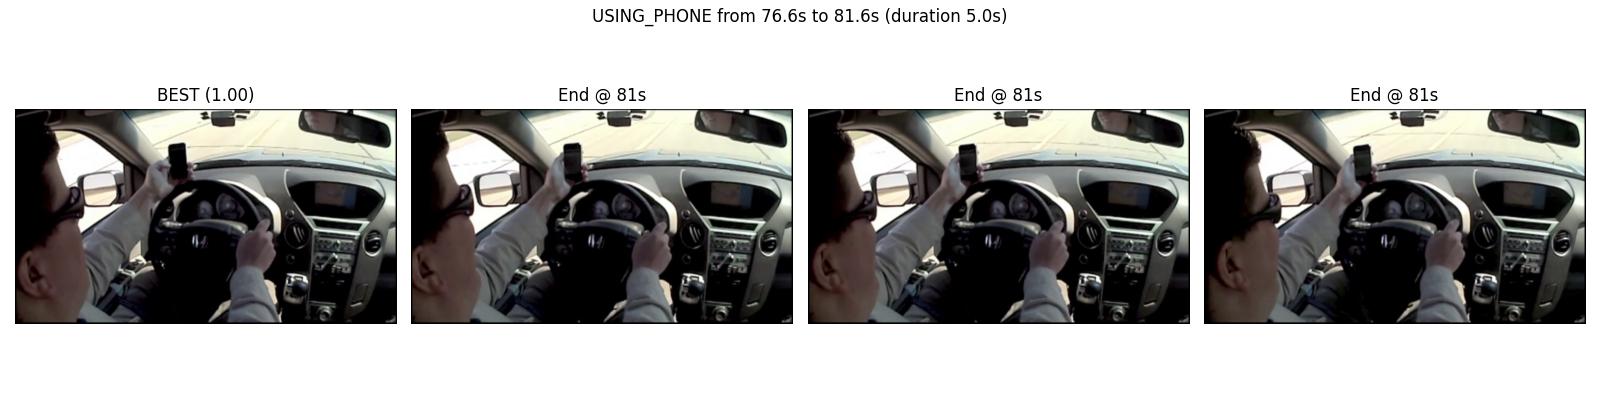 USING_PHONE from 76.6s to 81.6s (duration 5.0s)
BEST (1.00)
End @ 81s
End @ 81s
End @ 81s